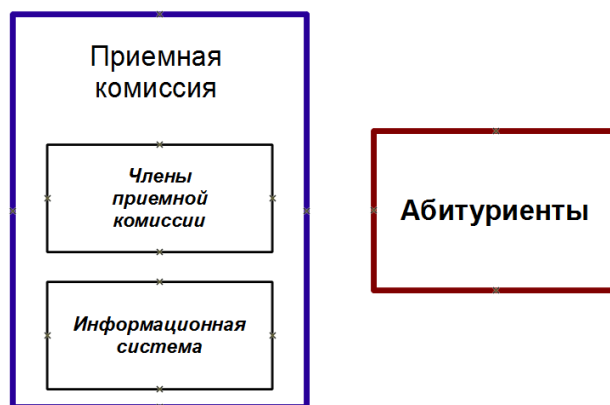 Приемная
комиссия
Члены
приемной
комиссии
Информационная
система
Абитуриенты